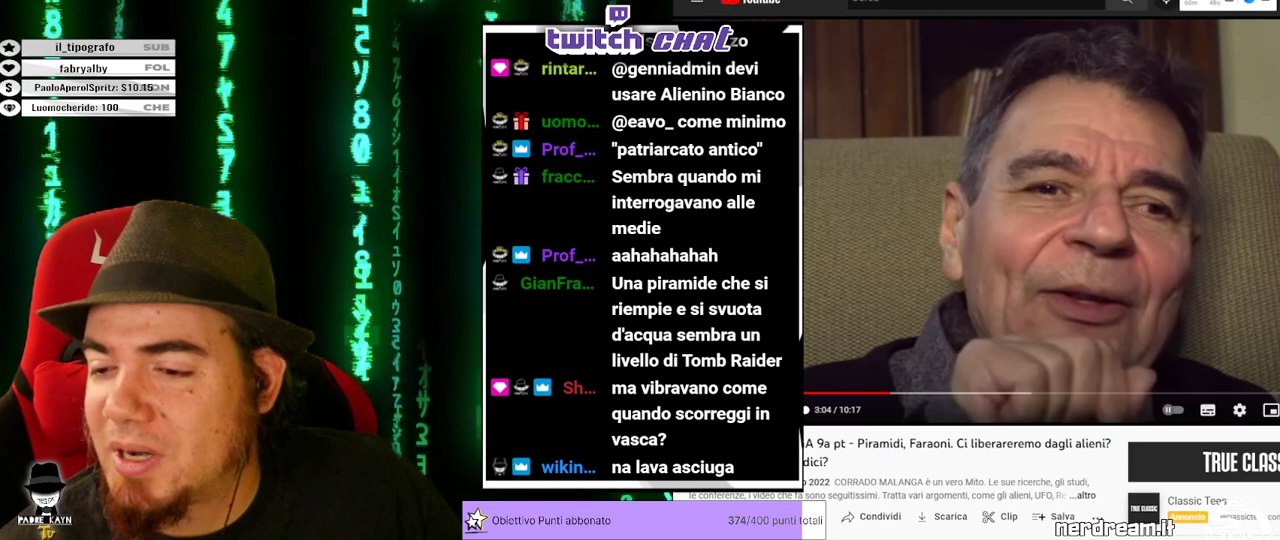 il_tipografo SUB
fabryalby FOL
PaoloAperolSpritz: $10.15
Luomocheride: 100 CHE
PADRE KAYN
TV
twitch CHAT
rintar... @genniadmin devi
usare Alienino Bianco
uomo... @eavo_ come minimo
Prof_... "patriarcato antico"
fracc... Sembra quando mi
interrogavano alle
medie
Prof_... aahahahahah
GianFra... Una piramide che si
riempie e si svuota
d'acqua sembra un
livello di Tomb Raider
Sh... ma vibravano come
quando scorreggi in
vasca?
wikin... na lava asciuga
Obiettivo Punti abbonato 374/400 punti totali
3:04 / 10:17
A 9a pt - Piramidi, Faraoni. Ci libareremo dagli alieni?
dici?
2022 CORRADO MALANGA è un vero Mito. Le sue ricerche, gli studi,
le conferenze, i video che fa sono seguitissimi. Tratta vari argomenti, come gli alieni, UFO, Re ...altro
Condividi Scarica Clip Salva
TRUE CLASS
TRUE CLASSIC
Classic Tees
Annuncio
nerdream.it